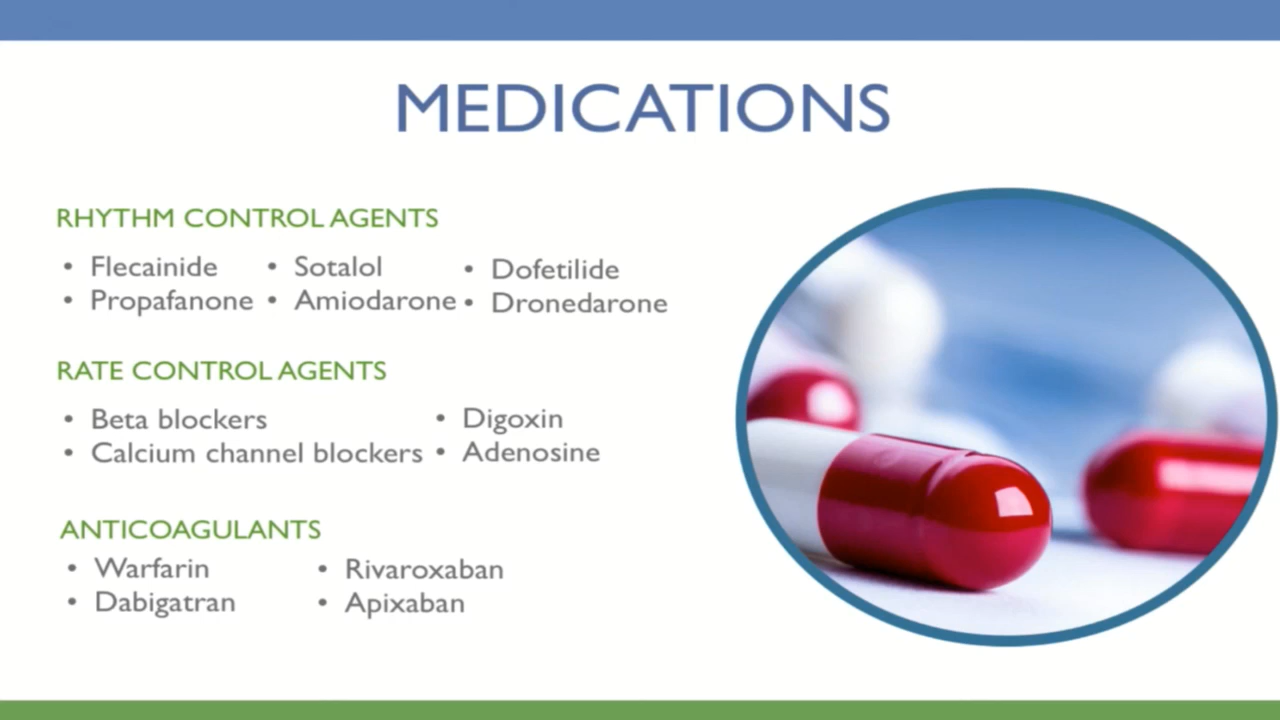 MEDICATIONS
RHYTHM CONTROL AGENTS
• Flecainide • Sotalol • Dofetilide
• Propafanone • Amiodarone • Dronedarone
RATE CONTROL AGENTS
• Beta blockers • Digoxin
• Calcium channel blockers • Adenosine
ANTICOAGULANTS
• Warfarin • Rivaroxaban
• Dabigatran • Apixaban